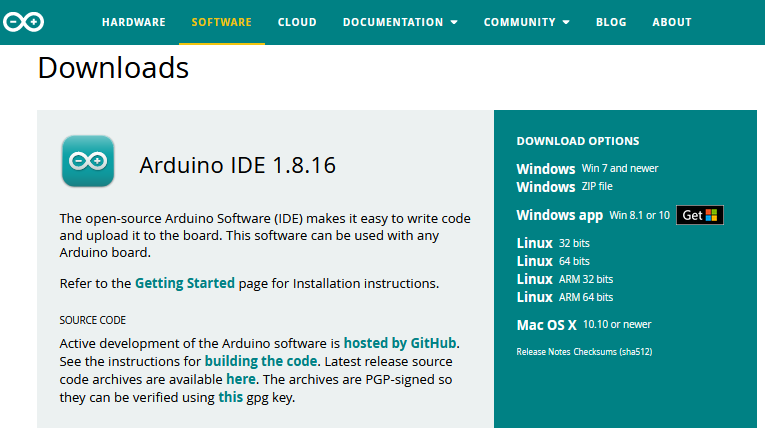 HARDWARE SOFTWARE CLOUD DOCUMENTATION COMMUNITY BLOG ABOUT
Downloads
Arduino IDE 1.8.16
The open-source Arduino Software (IDE) makes it easy to write code
and upload it to the board. This software can be used with any
Arduino board.
Refer to the Getting Started page for Installation instructions.
SOURCE CODE
Active development of the Arduino software is hosted by GitHub.
See the instructions for building the code. Latest release source
code archives are available here. The archives are PGP-signed so
they can be verified using this gpg key.
DOWNLOAD OPTIONS
Windows Win 7 and newer
Windows ZIP file
Windows app Win 8.1 or 10 Get
Linux 32 bits
Linux 64 bits
Linux ARM 32 bits
Linux ARM 64 bits
Mac OS X 10.10 or newer
Release Notes Checksums (sha512)